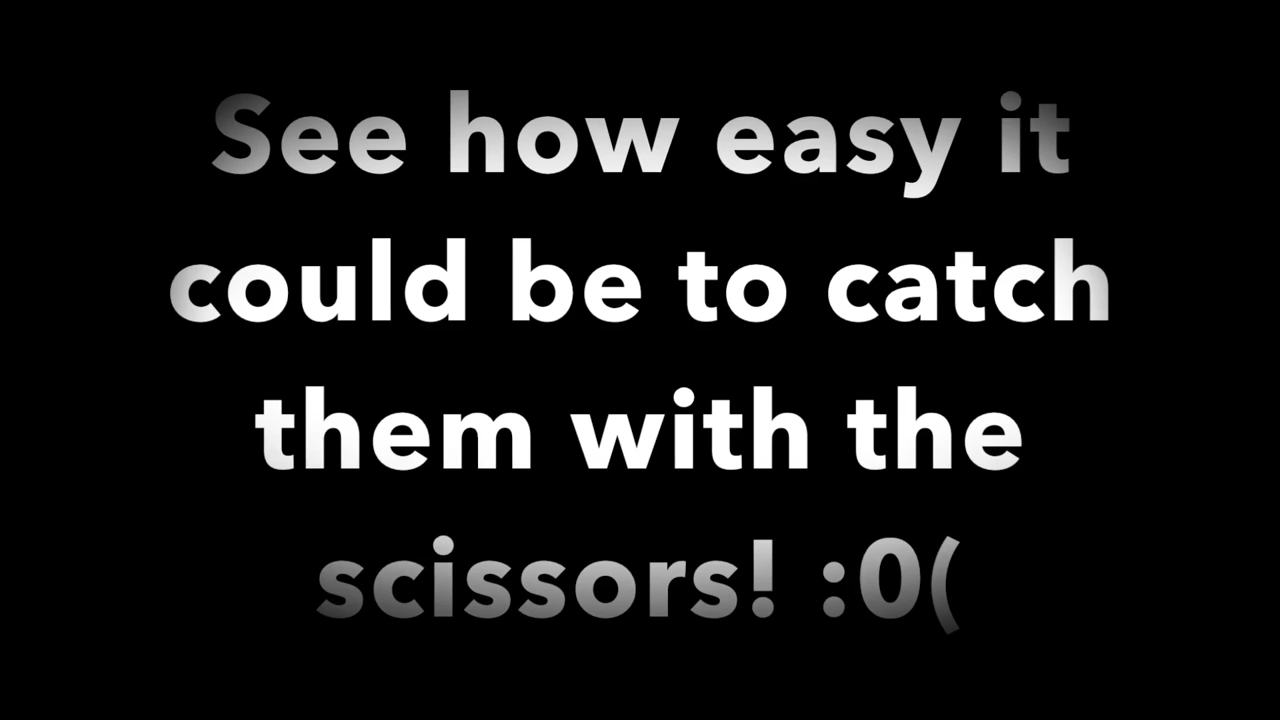 See how easy it
could be to catch
them with the
scissors! :0(